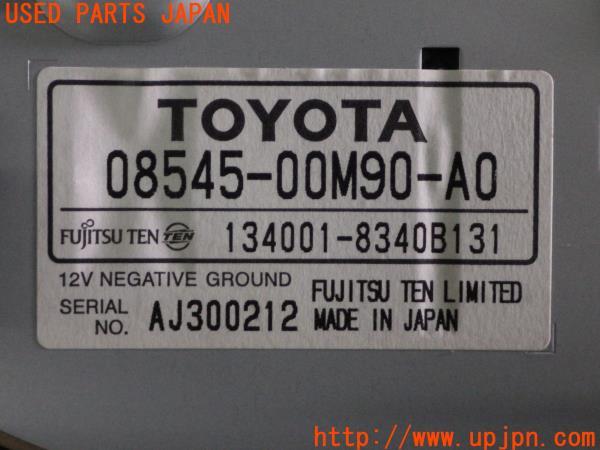 USED PARTS JAPAN
TOYOTA
08545-00M90-A0
FUJITSU TEN TEN 134001-8340B131
12V NEGATIVE GROUND
SERIAL NO. AJ300212
FUJITSU TEN LIMITED
MADE IN JAPAN
http://www.upjpn.com/